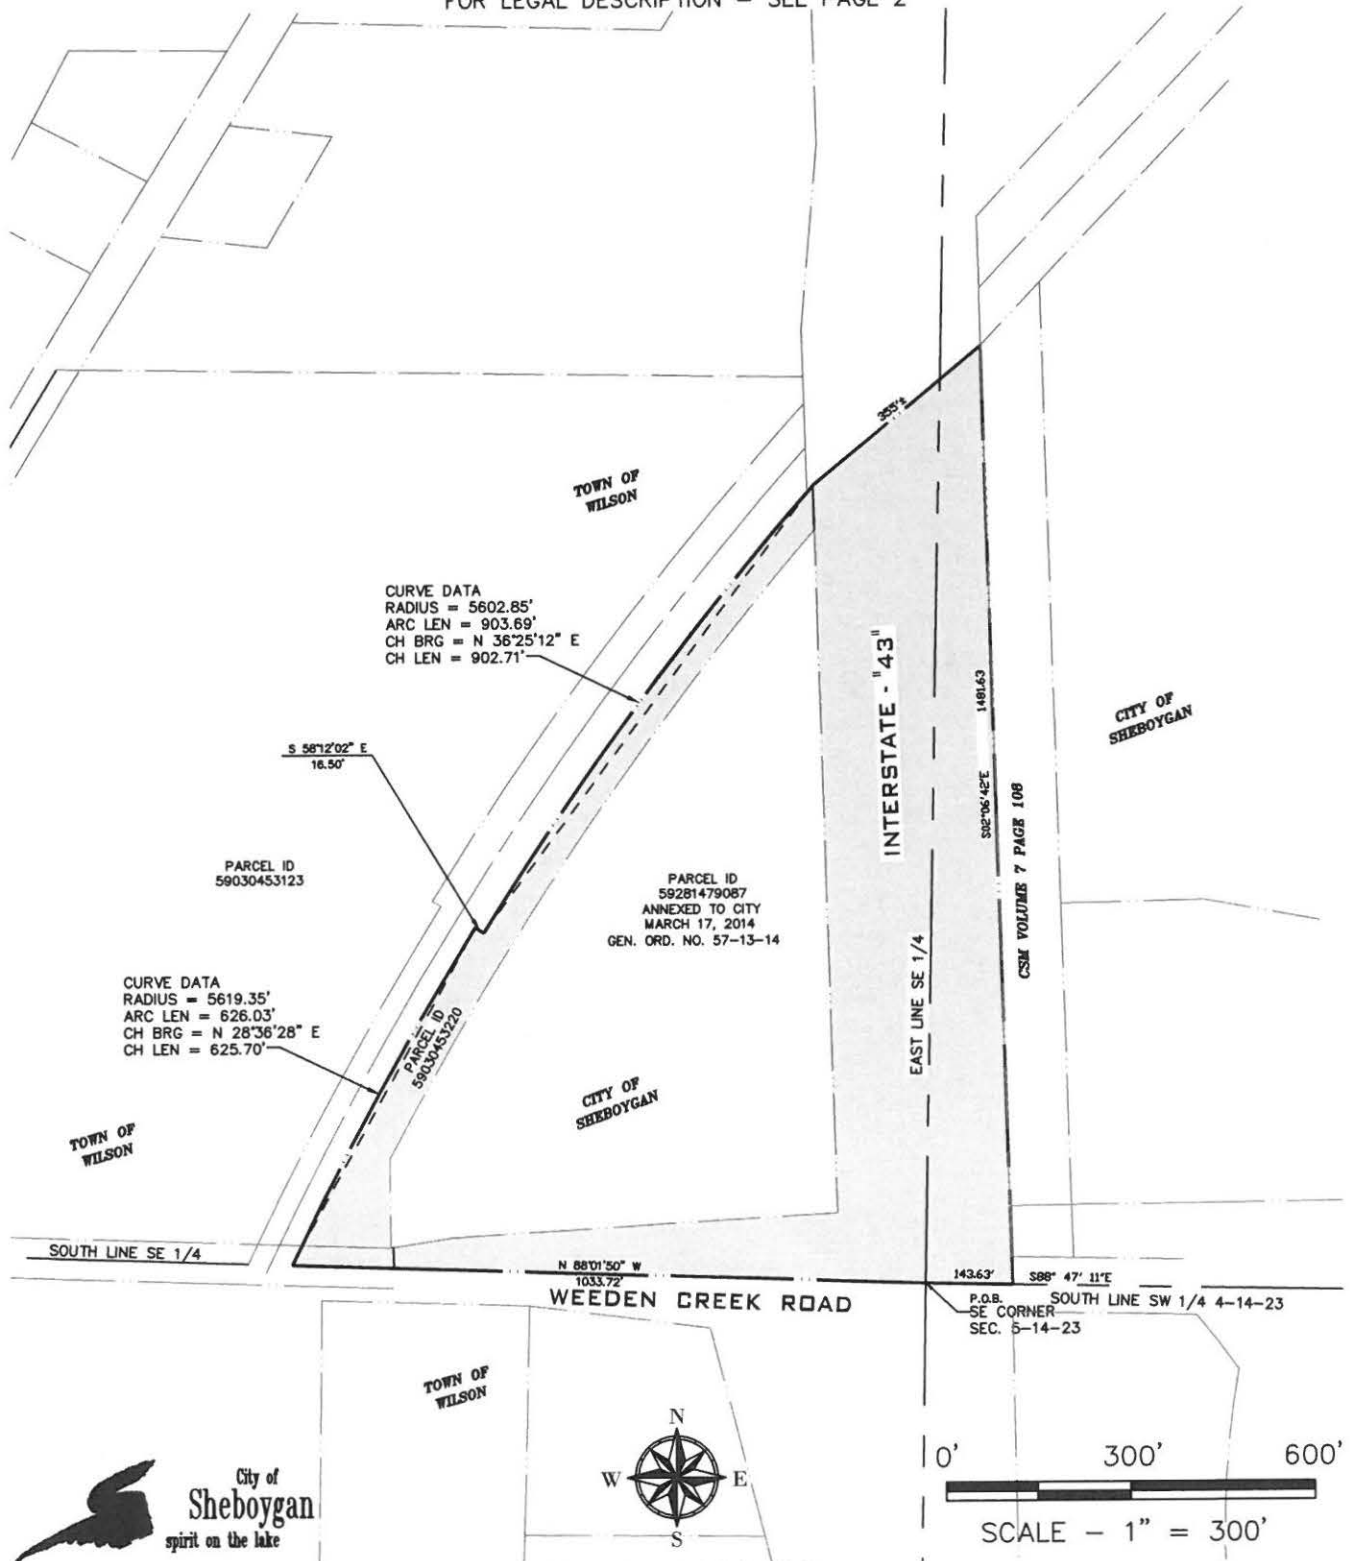 FOR LEGAL DESCRIPTION – SEE PAGE 2
355'±
TOWN OF
WILSON
CURVE DATA
RADIUS = 5602.85'
ARC LEN = 903.69'
CH BRG = N 36°25'12" E
CH LEN = 902.71'
INTERSTATE - "43"
1481.63
S02°06'42"E
CITY OF
SHEBOYGAN
S 58°12'02" E
16.50'
CSM VOLUME 7 PAGE 108
PARCEL ID
59030453123
PARCEL ID
59281479087
ANNEXED TO CITY
MARCH 17, 2014
GEN. ORD. NO. 57-13-14
EAST LINE SE 1/4
CURVE DATA
RADIUS = 5619.35'
ARC LEN = 626.03'
CH BRG = N 28°36'28" E
CH LEN = 625.70'
PARCEL ID
59030453220
CITY OF
SHEBOYGAN
TOWN OF
WILSON
SOUTH LINE SE 1/4
N 88°01'50" W
1033.72'
143.63'
S88° 47' 11"E
WEEDEN CREEK ROAD
P.O.B.
SE CORNER
SEC. 5-14-23
SOUTH LINE SW 1/4 4-14-23
TOWN OF
WILSON
N
W
E
S
0' 300' 600'
SCALE – 1" = 300'
City of
Sheboygan
spirit on the lake